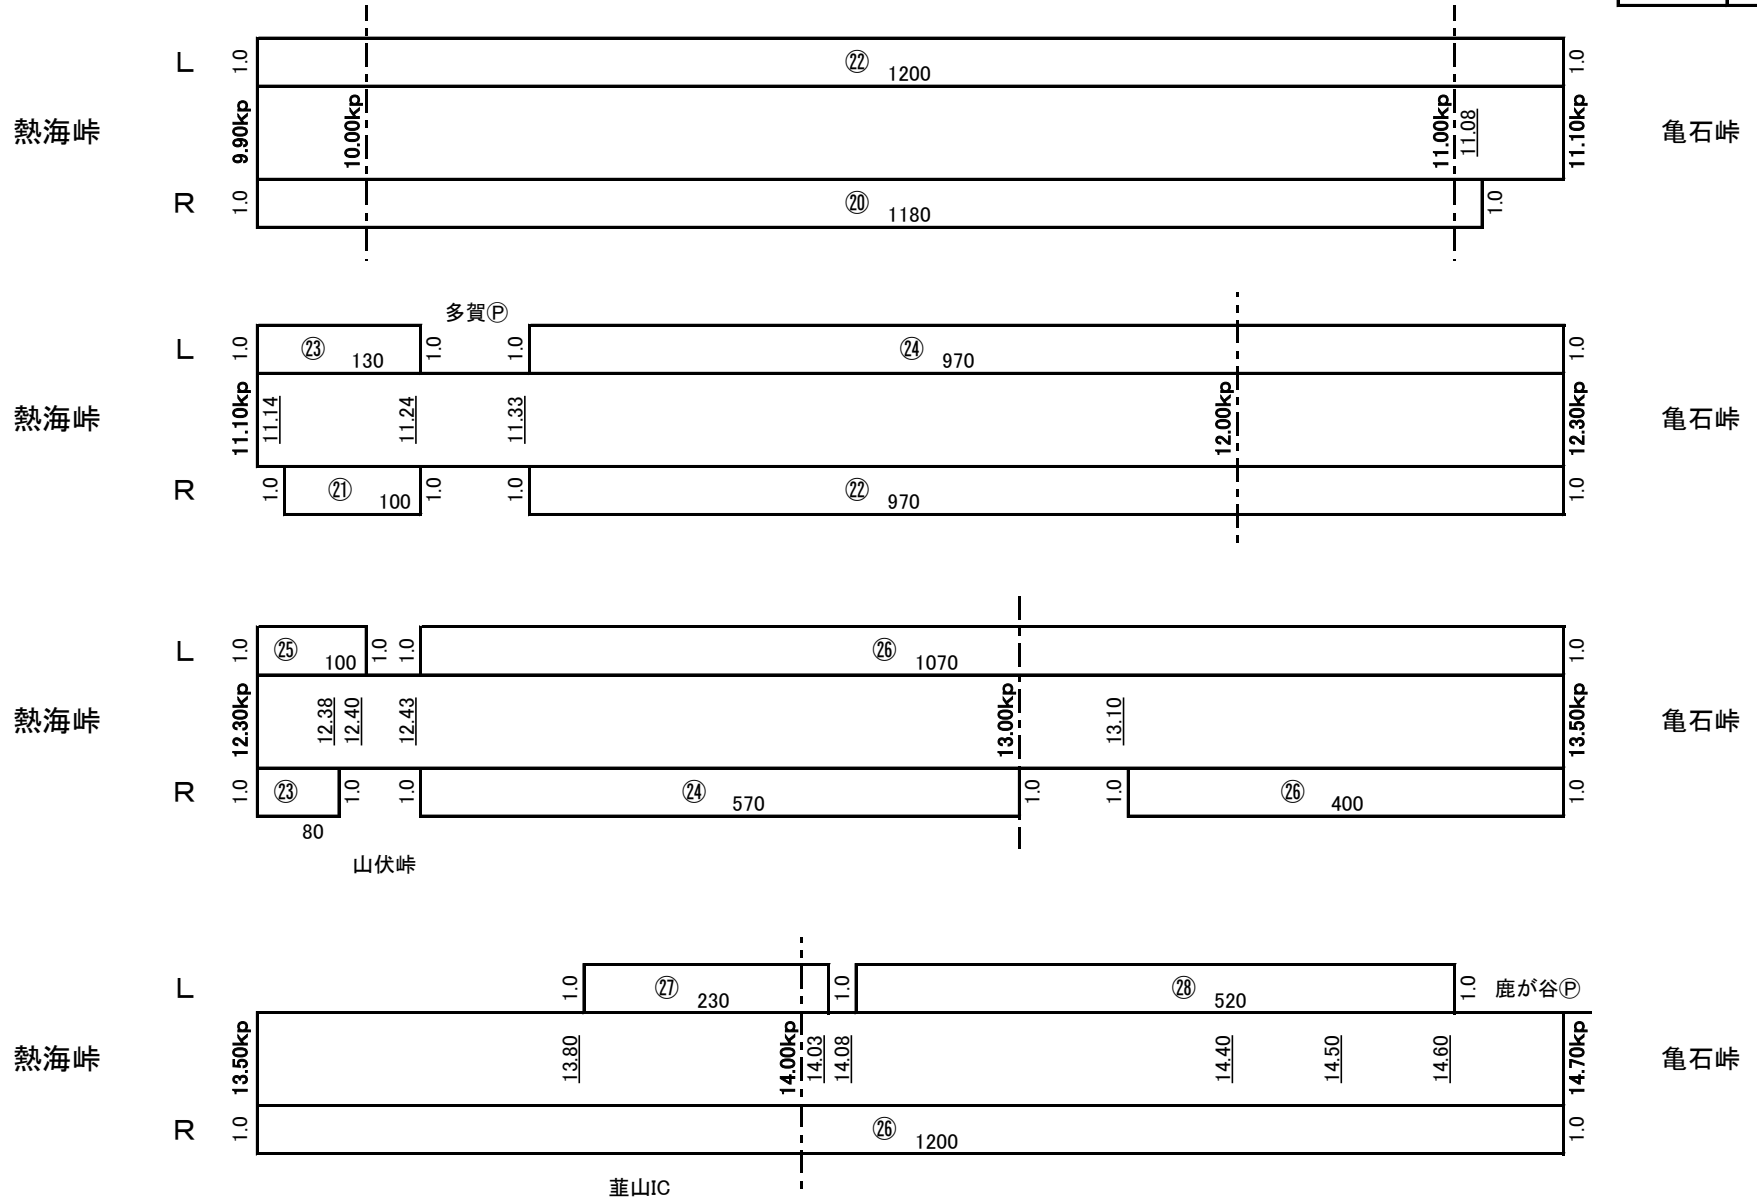 L 1.0 ㉒ 1200 1.0
熱海峠 9.90kp 10.00kp 11.00kp 11.08 11.10kp 亀石峠
R 1.0 ⑳ 1180 1.0
多賀Ⓟ
L 1.0 ㉓ 130 1.0 1.0 ㉔ 970 1.0
熱海峠 11.10kp 11.14 11.24 11.33 12.00kp 12.30kp 亀石峠
R 1.0 ㉑ 100 1.0 1.0 ㉒ 970 1.0
L 1.0 ㉕ 100 1.0 1.0 ㉖ 1070 1.0
熱海峠 12.30kp 12.38 12.40 12.43 13.00kp 13.10 13.50kp 亀石峠
R 1.0 ㉓ 1.0 1.0 ㉔ 570 1.0 1.0 ㉖ 400 1.0
80
山伏峠
L 1.0 ㉗ 230 1.0 ㉘ 520 1.0 鹿が谷Ⓟ
熱海峠 13.50kp 13.80 14.00kp 14.03 14.08 14.40 14.50 14.60 14.70kp 亀石峠
R 1.0 ㉖ 1200 1.0
韮山IC